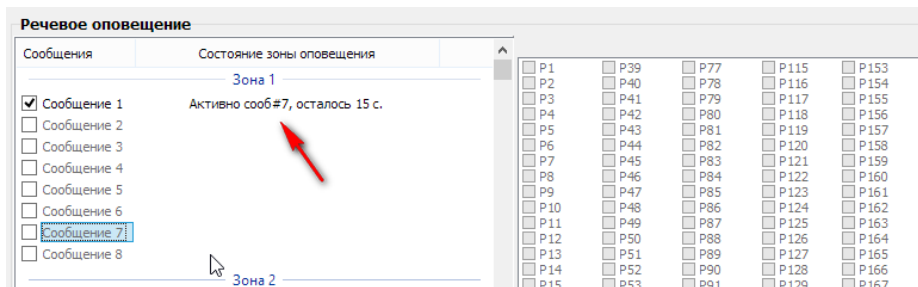 Речевое оповещение
Сообщения Состояние зоны оповещения
Зона 1
Сообщение 1 Активно сооб#7, осталось 15 с.
Сообщение 2
Сообщение 3
Сообщение 4
Сообщение 5
Сообщение 6
Сообщение 7
Сообщение 8
Зона 2
P1 P39 P77 P115 P153
P2 P40 P78 P116 P154
P3 P41 P79 P117 P155
P4 P42 P80 P118 P156
P5 P43 P81 P119 P157
P6 P44 P82 P120 P158
P7 P45 P83 P121 P159
P8 P46 P84 P122 P160
P9 P47 P85 P123 P161
P10 P48 P86 P124 P162
P11 P49 P87 P125 P163
P12 P50 P88 P126 P164
P13 P51 P89 P127 P165
P14 P52 P90 P128 P166
P15 P53 P91 P129 P167